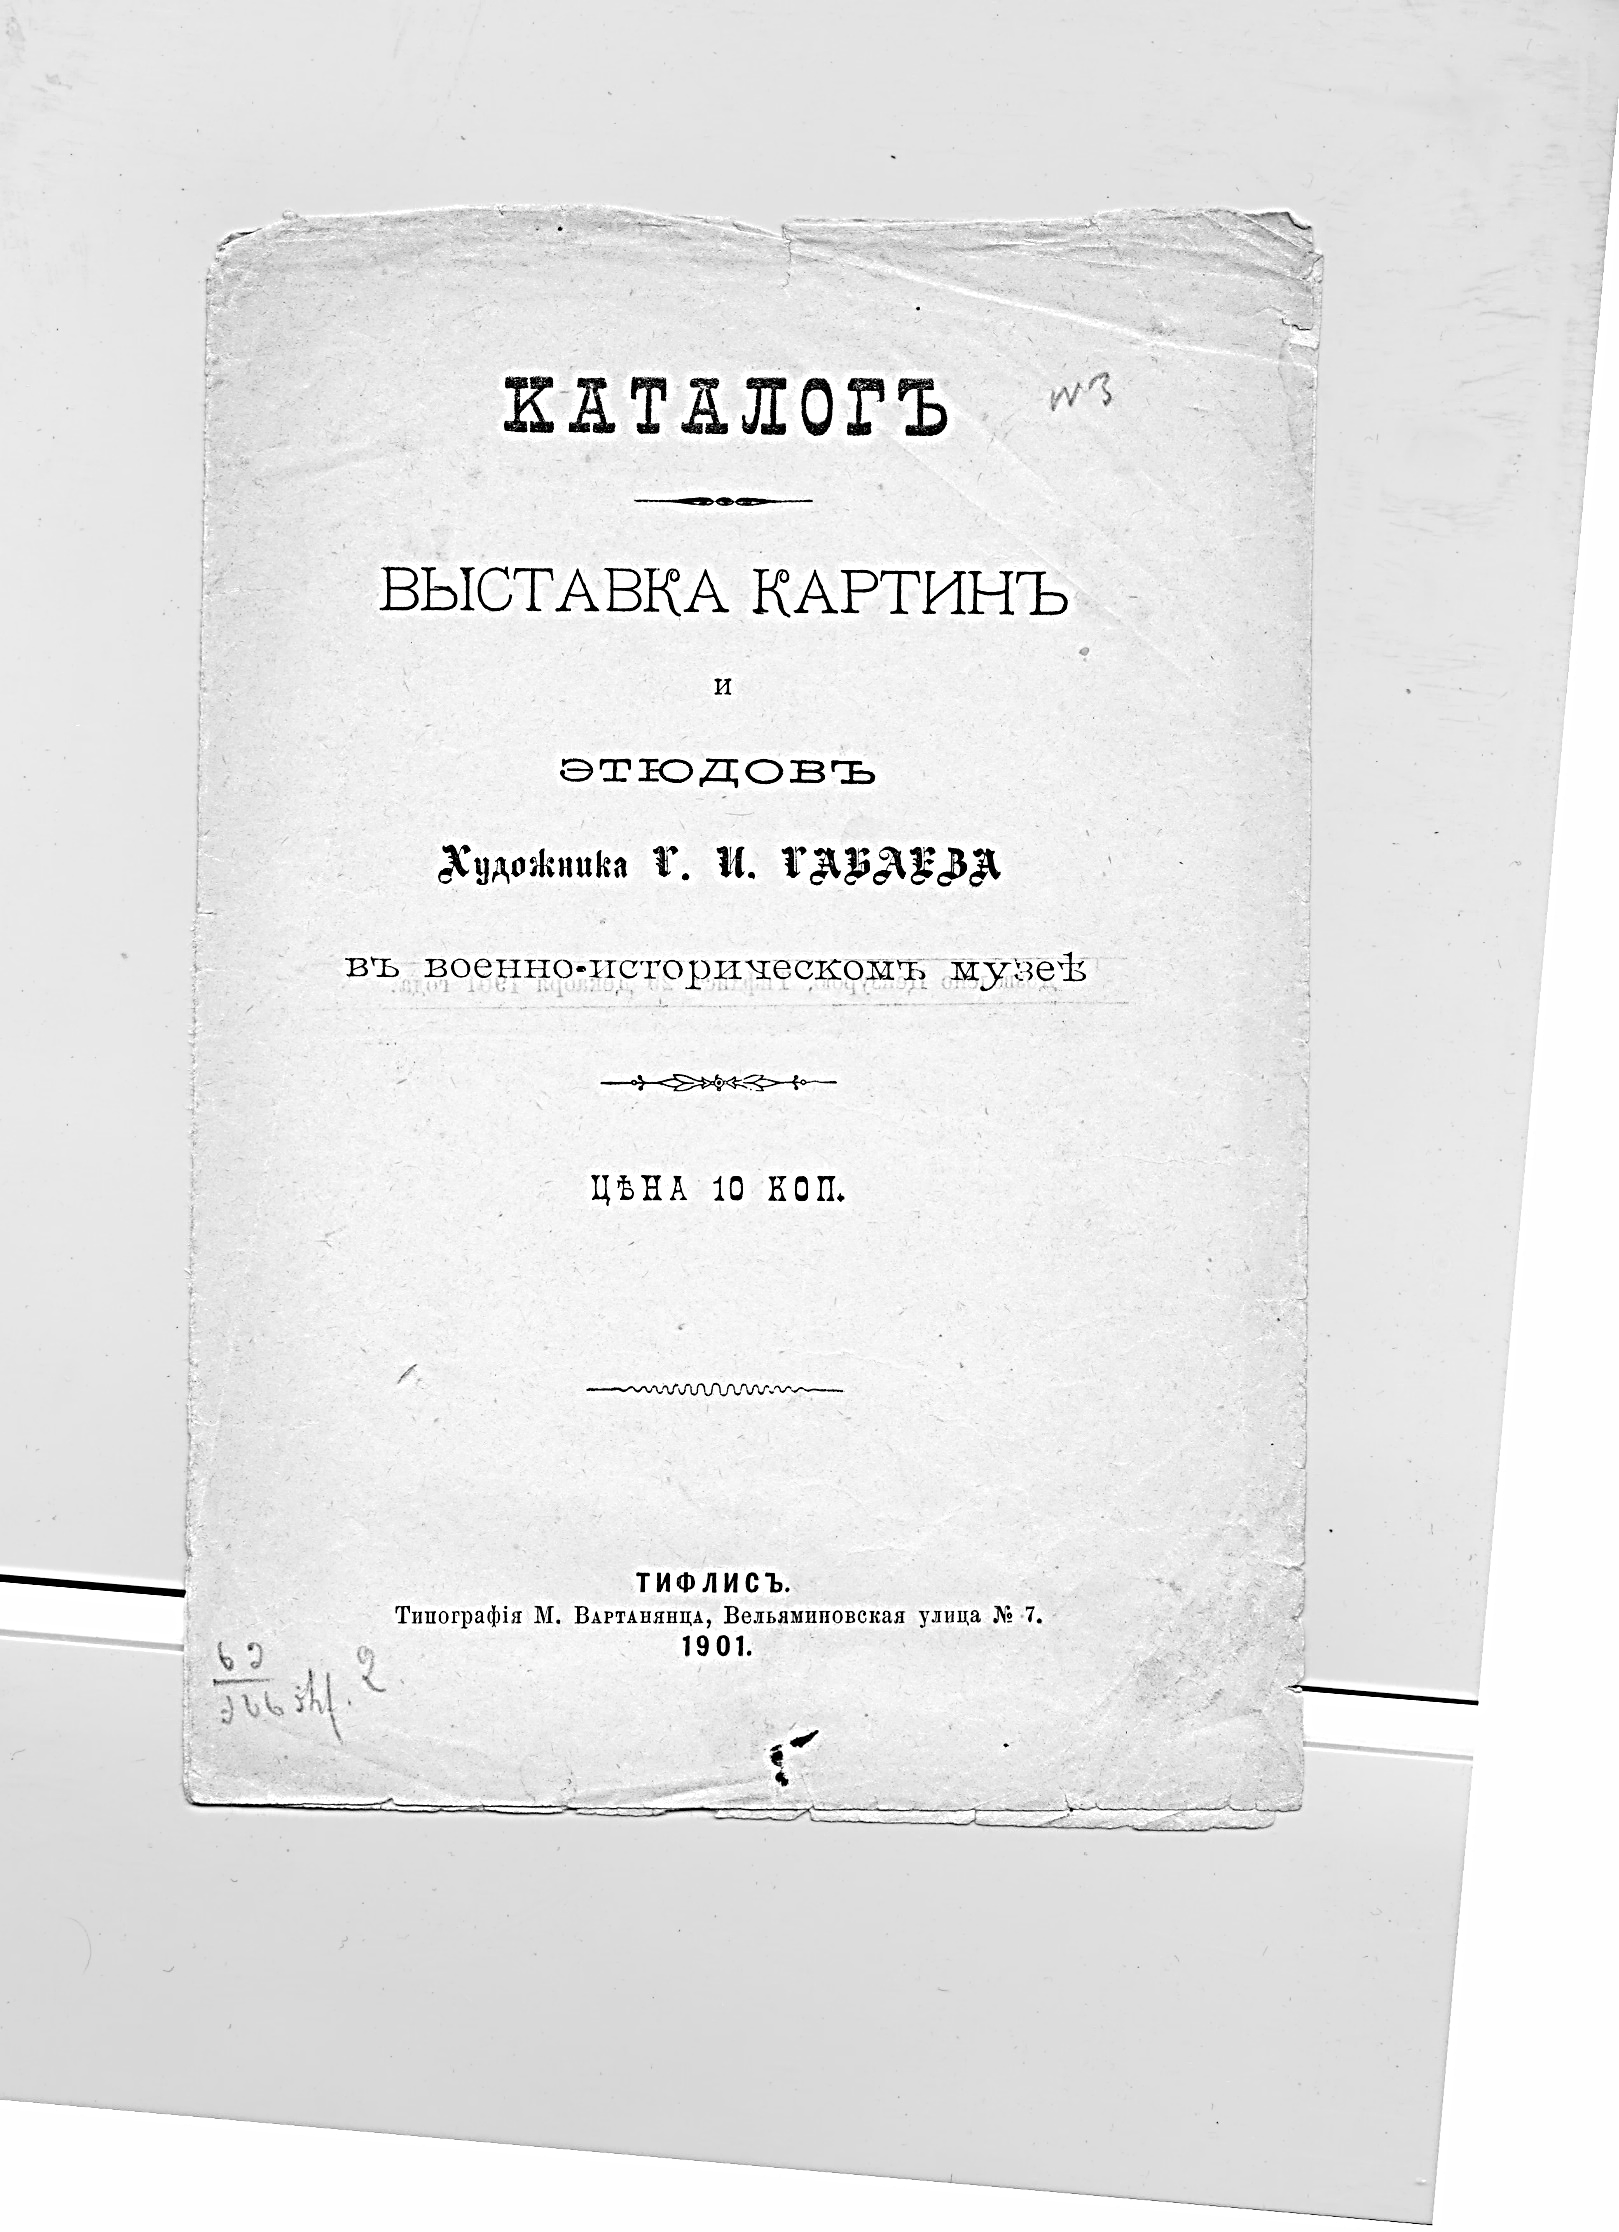 КАТАЛОГЪ
N 3
ВЫСТАВКА КАРТИНЪ
и
ЭТЮДОВЪ
Художника Г. И. ГАБАЕВА
въ военно-историческомъ музеѣ
ЦѢНА 10 КОП.
ТИФЛИСЪ.
Типографія М. Вартанянца, Вельяминовская улица № 7.
1901.